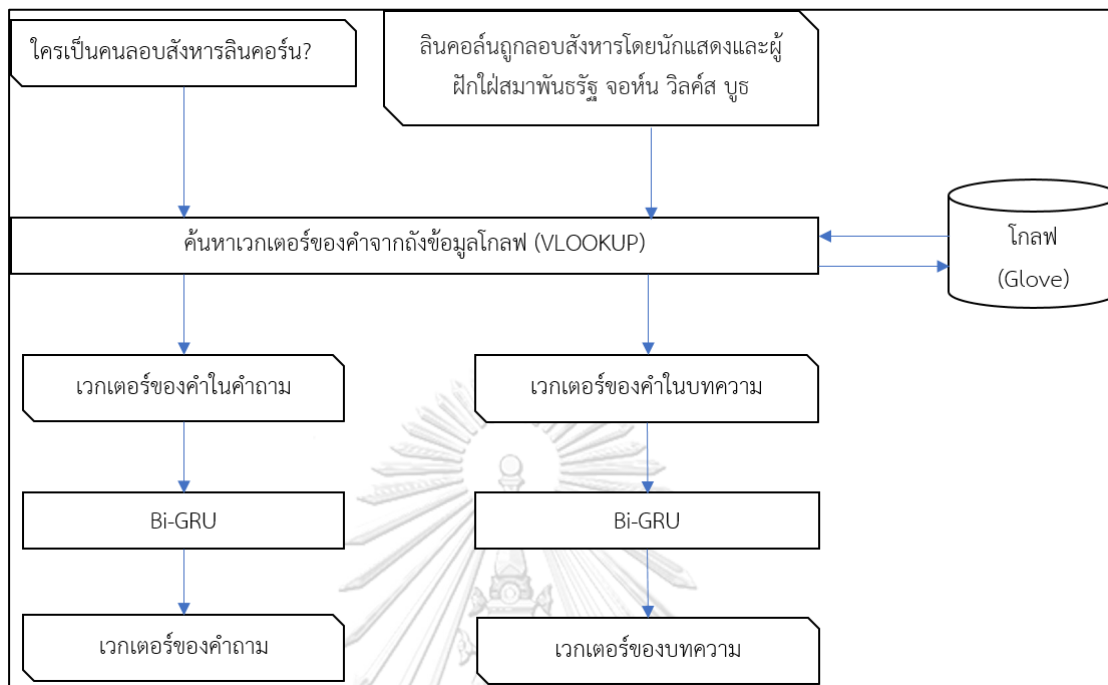 ใครเป็นคนลอบสังหารลินคอร์น?
ลินคอล์นถูกลอบสังหารโดยนักแสดงและผู้
ฝักใฝ่สมาพันธรัฐ จอห์น วิลค์ส บูธ
ค้นหาเวกเตอร์ของคำจากถังข้อมูลโกลฟ (VLOOKUP)
โกลฟ
(Glove)
เวกเตอร์ของคำในคำถาม
เวกเตอร์ของคำในบทความ
Bi-GRU
Bi-GRU
เวกเตอร์ของคำถาม
เวกเตอร์ของบทความ